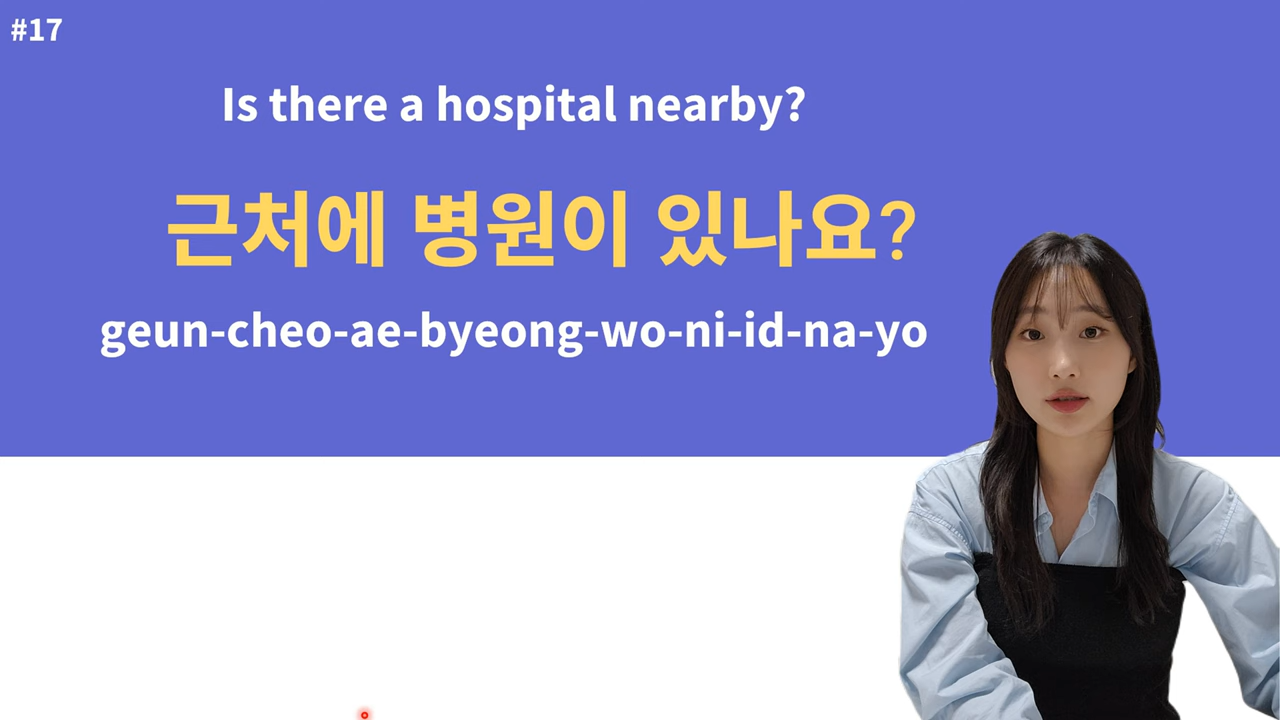 #17
Is there a hospital nearby?
근처에 병원이 있나요?
geun-cheo-ae-byeong-wo-ni-id-na-yo